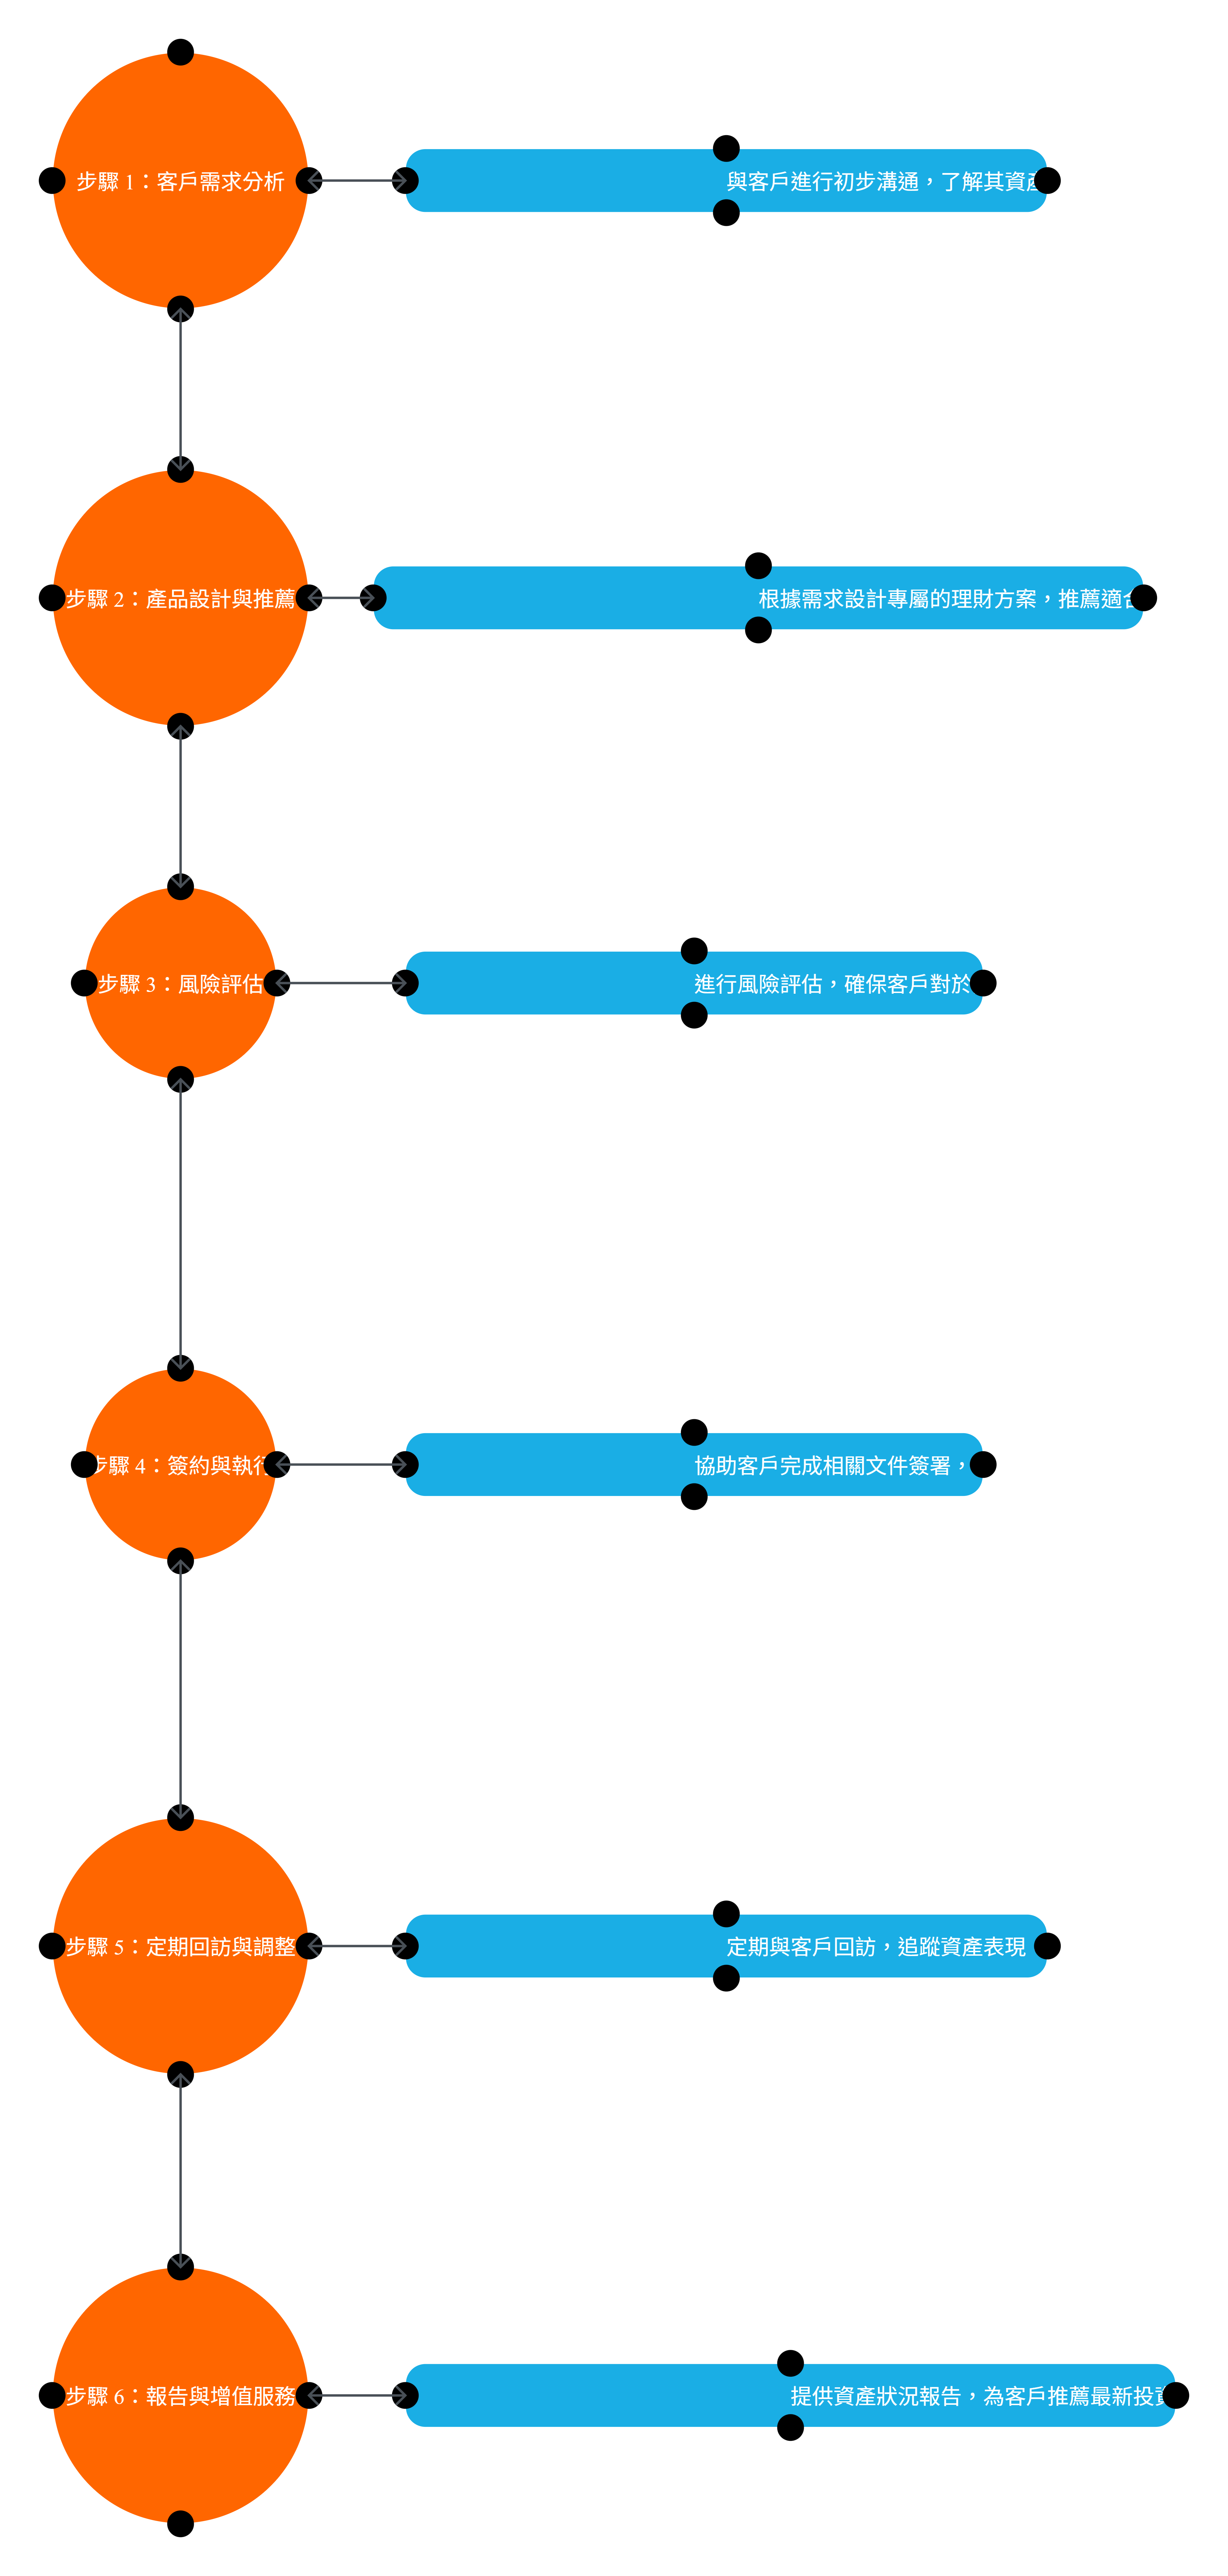 步驟 1：客戶需求分析
與客戶進行初步溝通，了解其資產
步驟 2：產品設計與推薦
根據需求設計專屬的理財方案，推薦適合
步驟 3：風險評估
進行風險評估，確保客戶對於
步驟 4：簽約與執行
協助客戶完成相關文件簽署，
步驟 5：定期回訪與調整
定期與客戶回訪，追蹤資產表現
步驟 6：報告與增值服務
提供資產狀況報告，為客戶推薦最新投資